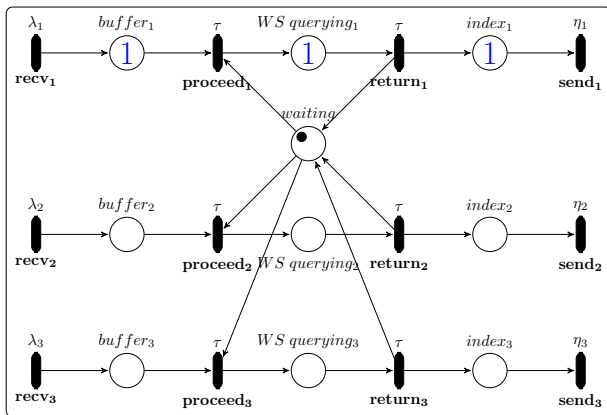 λ₁ buffer₁ τ WS querying₁ τ index₁ η₁
1 1 1
recv₁ proceed₁ return₁ send₁
waiting
λ₂ buffer₂ τ τ index₂ η₂
recv₂ proceed₂ WS querying₂ return₂ send₂
λ₃ buffer₃ τ WS querying₃ τ index₃ η₃
recv₃ proceed₃ return₃ send₃